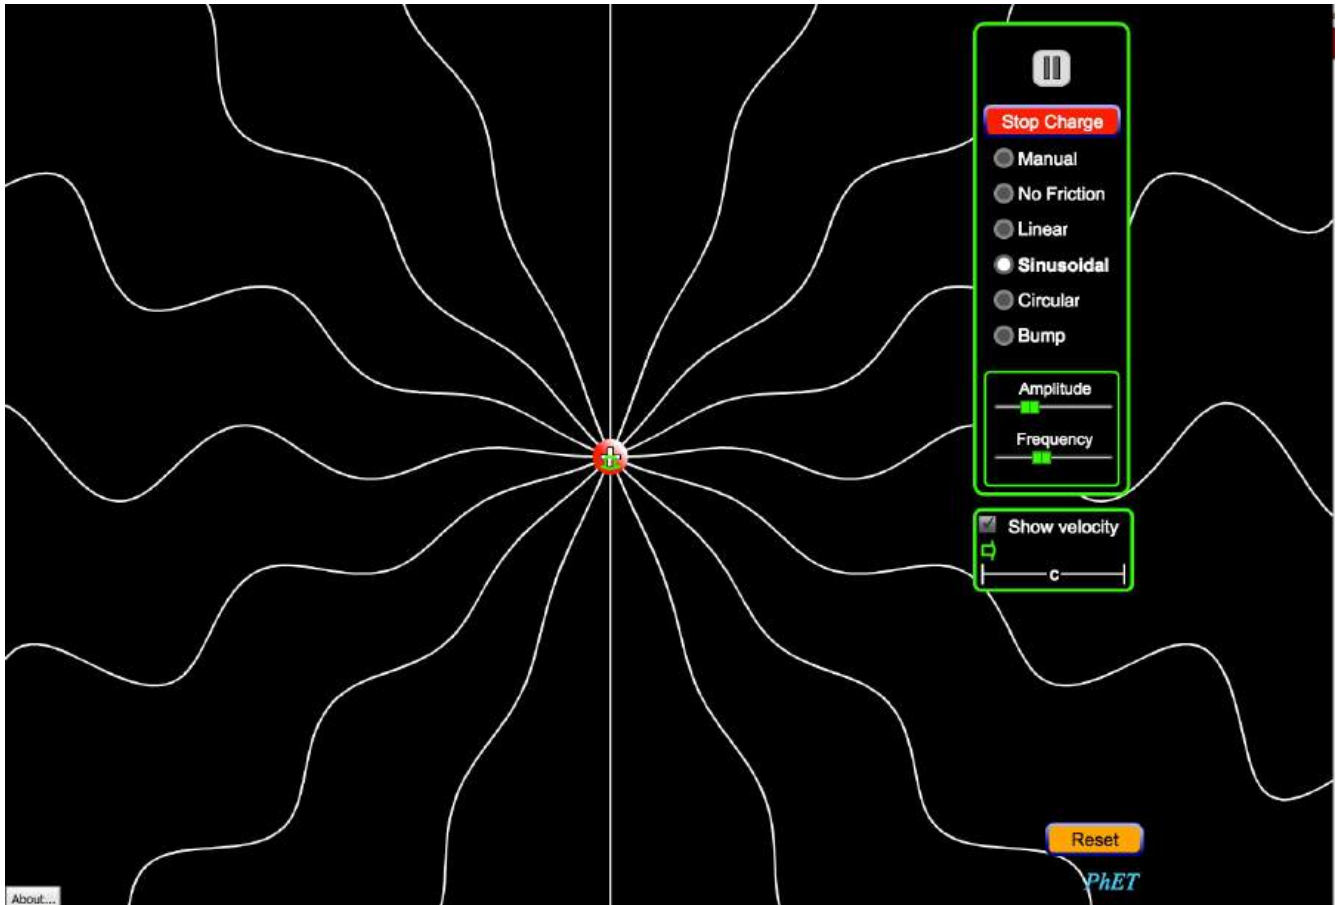 Stop Charge
Manual
No Friction
Linear
Sinusoidal
Circular
Bump
Amplitude
Frequency
Show velocity
c
Reset
PhET
About...